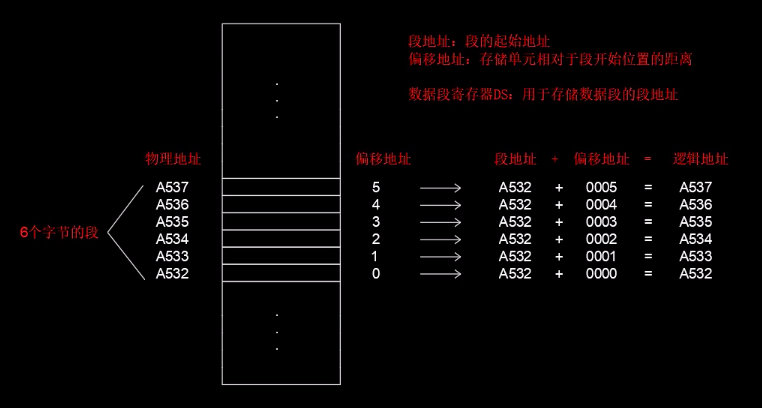 段地址：段的起始地址
偏移地址：存储单元相对于段开始位置的距离
数据段寄存器DS：用于存储数据段的段地址
物理地址 偏移地址 段地址 + 偏移地址 = 逻辑地址
A537 5 A532 + 0005 = A537
A536 4 A532 + 0004 = A536
A535 3 A532 + 0003 = A535
6个字节的段
A534 2 A532 + 0002 = A534
A533 1 A532 + 0001 = A533
A532 0 A532 + 0000 = A532